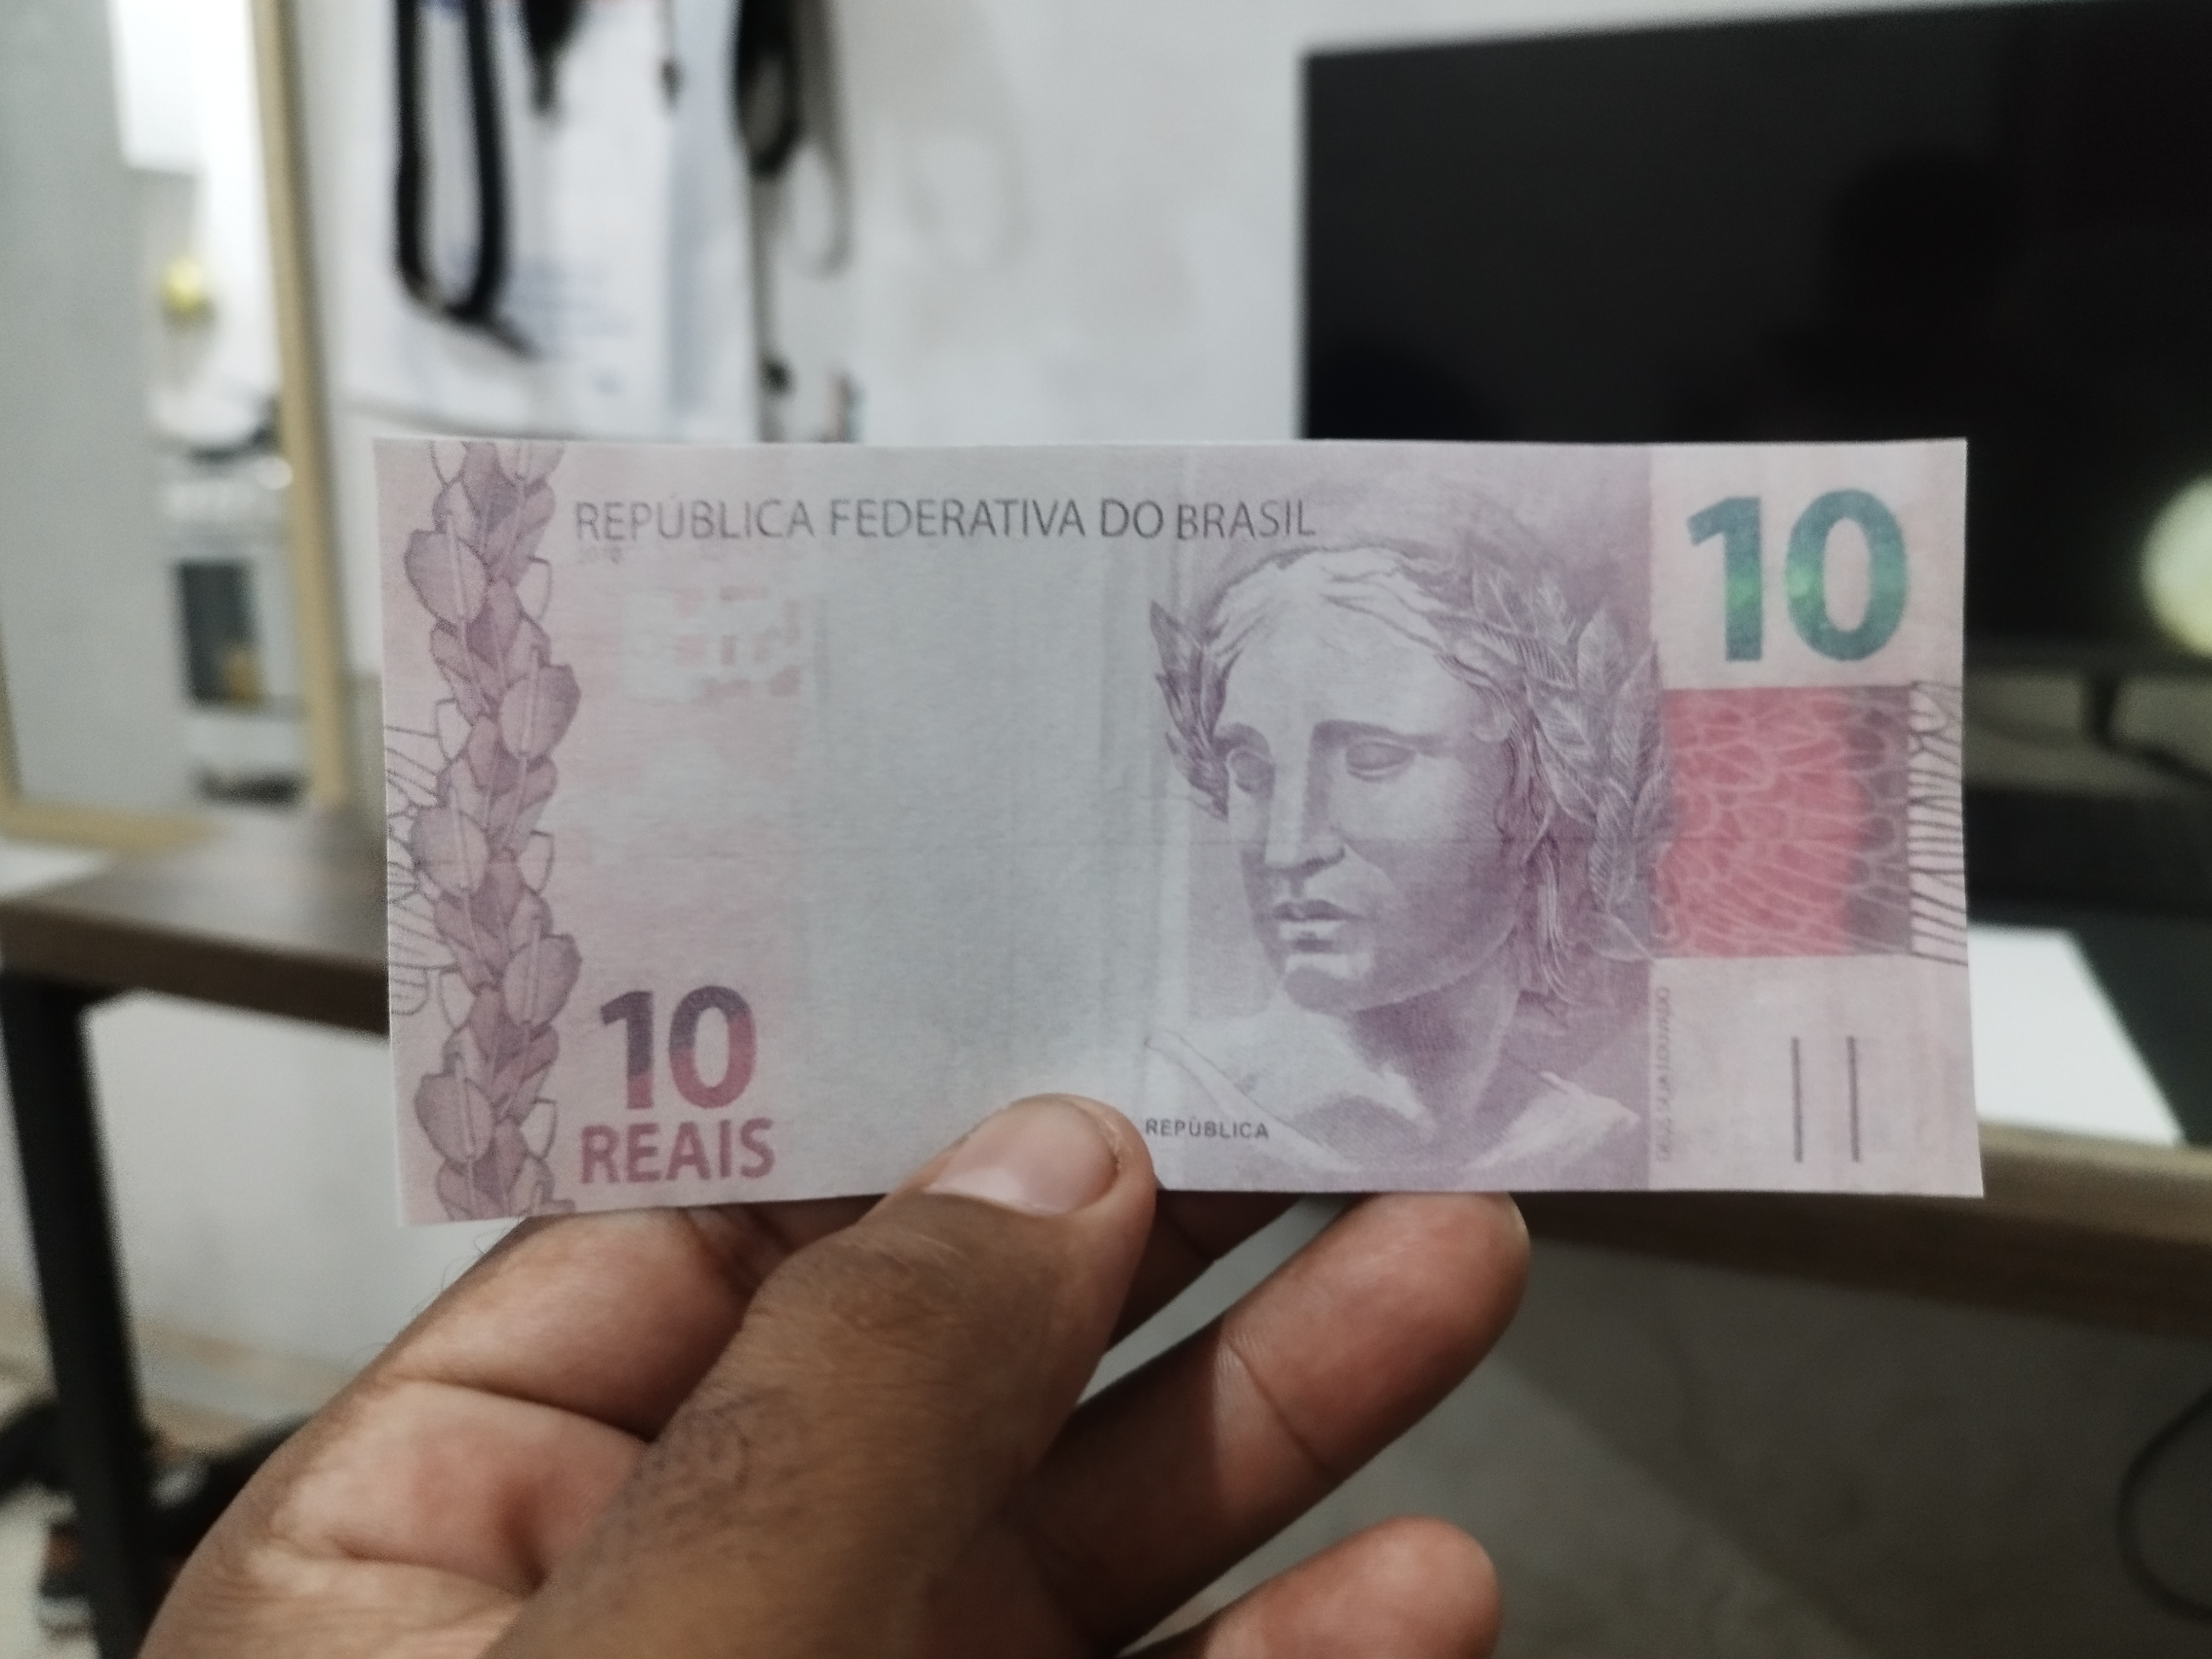 REPÚBLICA FEDERATIVA DO BRASIL
10
10
REAIS
REPÚBLICA